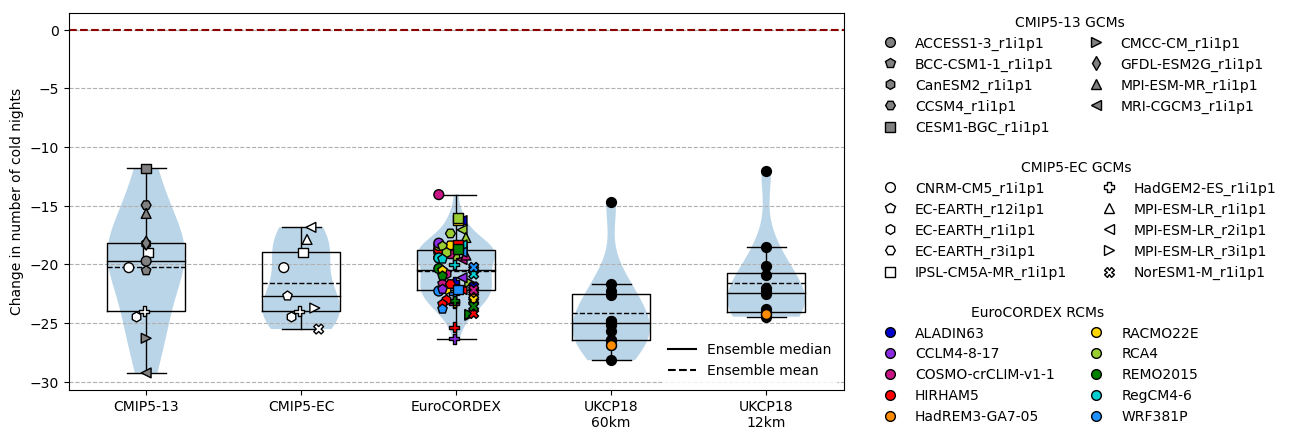 Change in number of cold nights
0
−5
−10
−15
−20
−25
−30
CMIP5-13
CMIP5-EC
EuroCORDEX
UKCP18
60km
UKCP18
12km
Ensemble median
Ensemble mean
CMIP5-13 GCMs
ACCESS1-3_r1i1p1
BCC-CSM1-1_r1i1p1
CanESM2_r1i1p1
CCSM4_r1i1p1
CESM1-BGC_r1i1p1
CMCC-CM_r1i1p1
GFDL-ESM2G_r1i1p1
MPI-ESM-MR_r1i1p1
MRI-CGCM3_r1i1p1
CMIP5-EC GCMs
CNRM-CM5_r1i1p1
EC-EARTH_r12i1p1
EC-EARTH_r1i1p1
EC-EARTH_r3i1p1
IPSL-CM5A-MR_r1i1p1
HadGEM2-ES_r1i1p1
MPI-ESM-LR_r1i1p1
MPI-ESM-LR_r2i1p1
MPI-ESM-LR_r3i1p1
NorESM1-M_r1i1p1
EuroCORDEX RCMs
ALADIN63
CCLM4-8-17
COSMO-crCLIM-v1-1
HIRHAM5
HadREM3-GA7-05
RACMO22E
RCA4
REMO2015
RegCM4-6
WRF381P